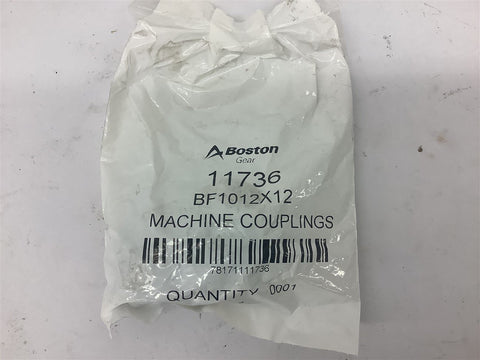 Boston
Gear
11736
BF1012X12
MACHINE COUPLINGS
78171111736
QUANTITY 0001